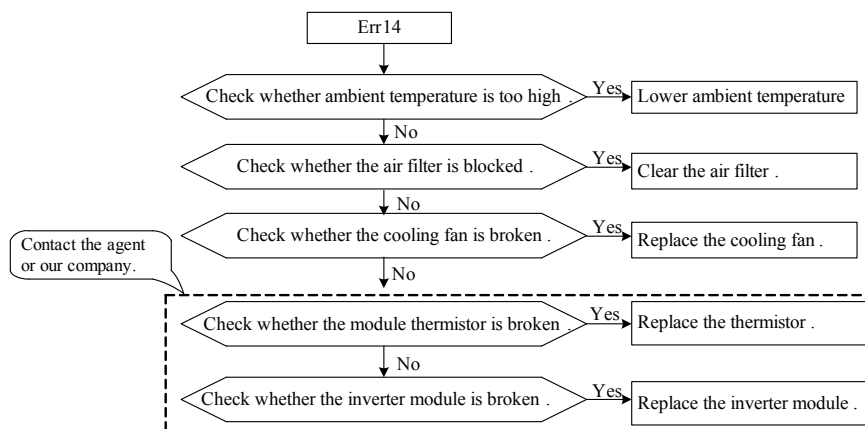 Err14
Check whether ambient temperature is too high .
Yes
Lower ambient temperature
No
Check whether the air filter is blocked .
Yes
Clear the air filter .
No
Check whether the cooling fan is broken .
Yes
Replace the cooling fan .
Contact the agent
or our company.
No
Check whether the module thermistor is broken .
Yes
Replace the thermistor .
No
Check whether the inverter module is broken .
Yes
Replace the inverter module .